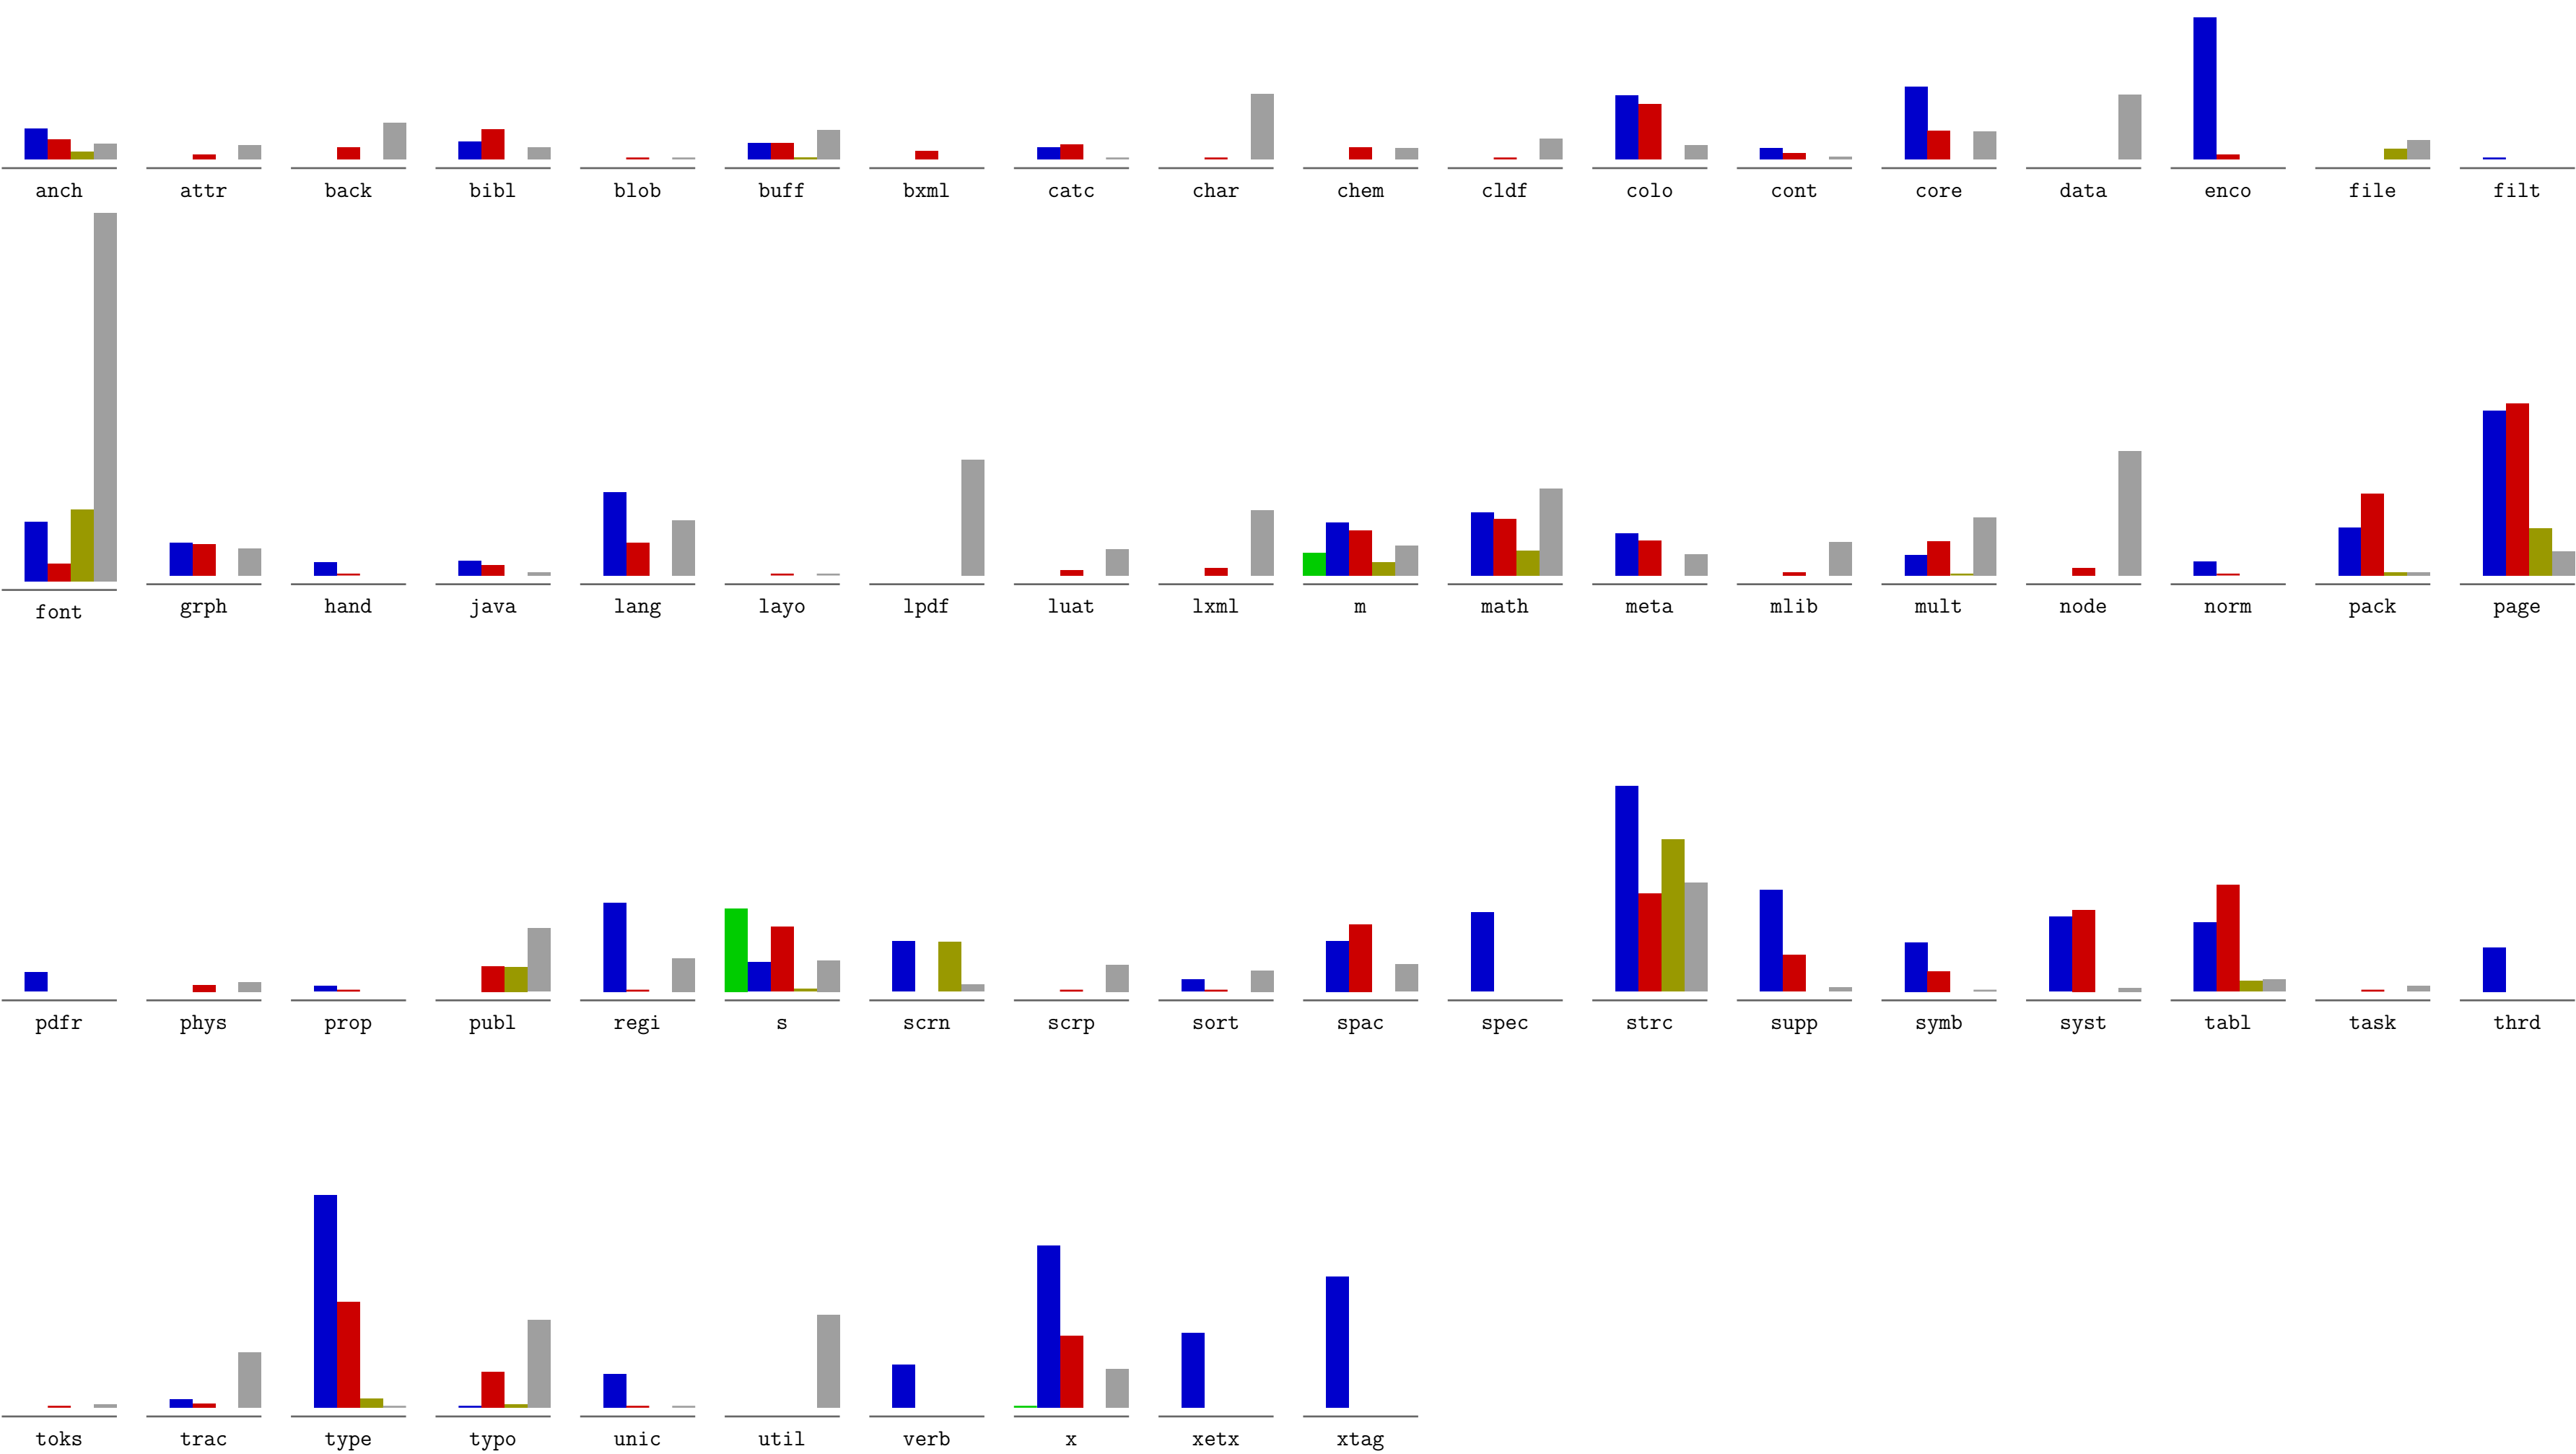 anch attr back bibl blob buff bxml catc char chem cldf colo cont core data enco file filt
font grph hand java lang layo lpdf luat lxml m math meta mlib mult node norm pack page
pdfr phys prop publ regi s scrn scrp sort spac spec strc supp symb syst tabl task thrd
toks trac type typo unic util verb x xetx xtag